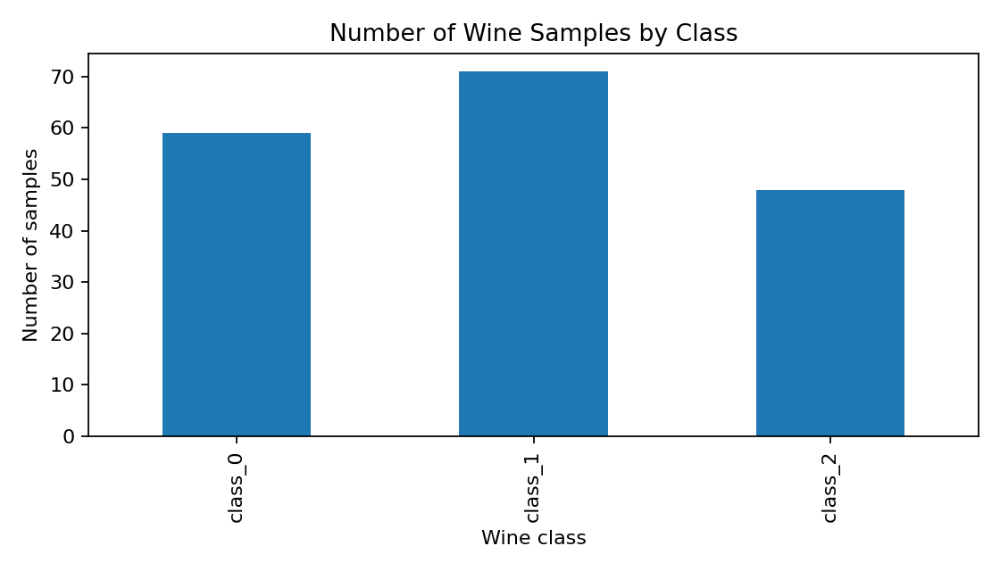 Number of Wine Samples by Class
Number of samples
70
60
50
40
30
20
10
0
class_0
class_1
class_2
Wine class